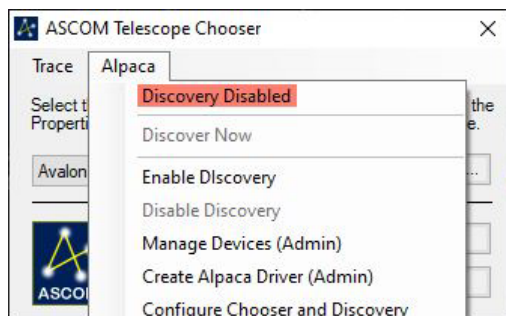 ASCOM Telescope Chooser
Trace Alpaca
Select t the
Properti e.
Discovery Disabled
Discover Now
Avalon ...
Enable DIscovery
Disable Discovery
Manage Devices (Admin)
Create Alpaca Driver (Admin)
ASCO
Configure Chooser and Discovery